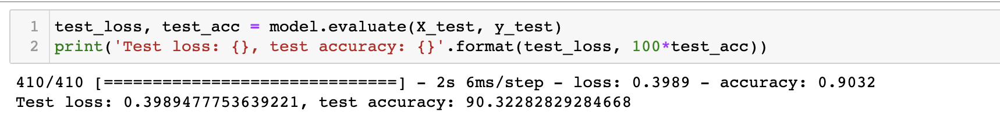 1 test_loss, test_acc = model.evaluate(X_test, y_test)
2 print('Test loss: {}, test accuracy: {}'.format(test_loss, 100*test_acc))
410/410 [==============================] - 2s 6ms/step - loss: 0.3989 - accuracy: 0.9032
Test loss: 0.3989477753639221, test accuracy: 90.32282829284668